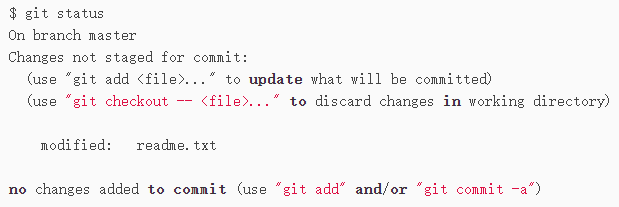 $ git status
On branch master
Changes not staged for commit:
(use "git add <file>..." to update what will be committed)
(use "git checkout -- <file>..." to discard changes in working directory)
modified: readme.txt
no changes added to commit (use "git add" and/or "git commit -a")